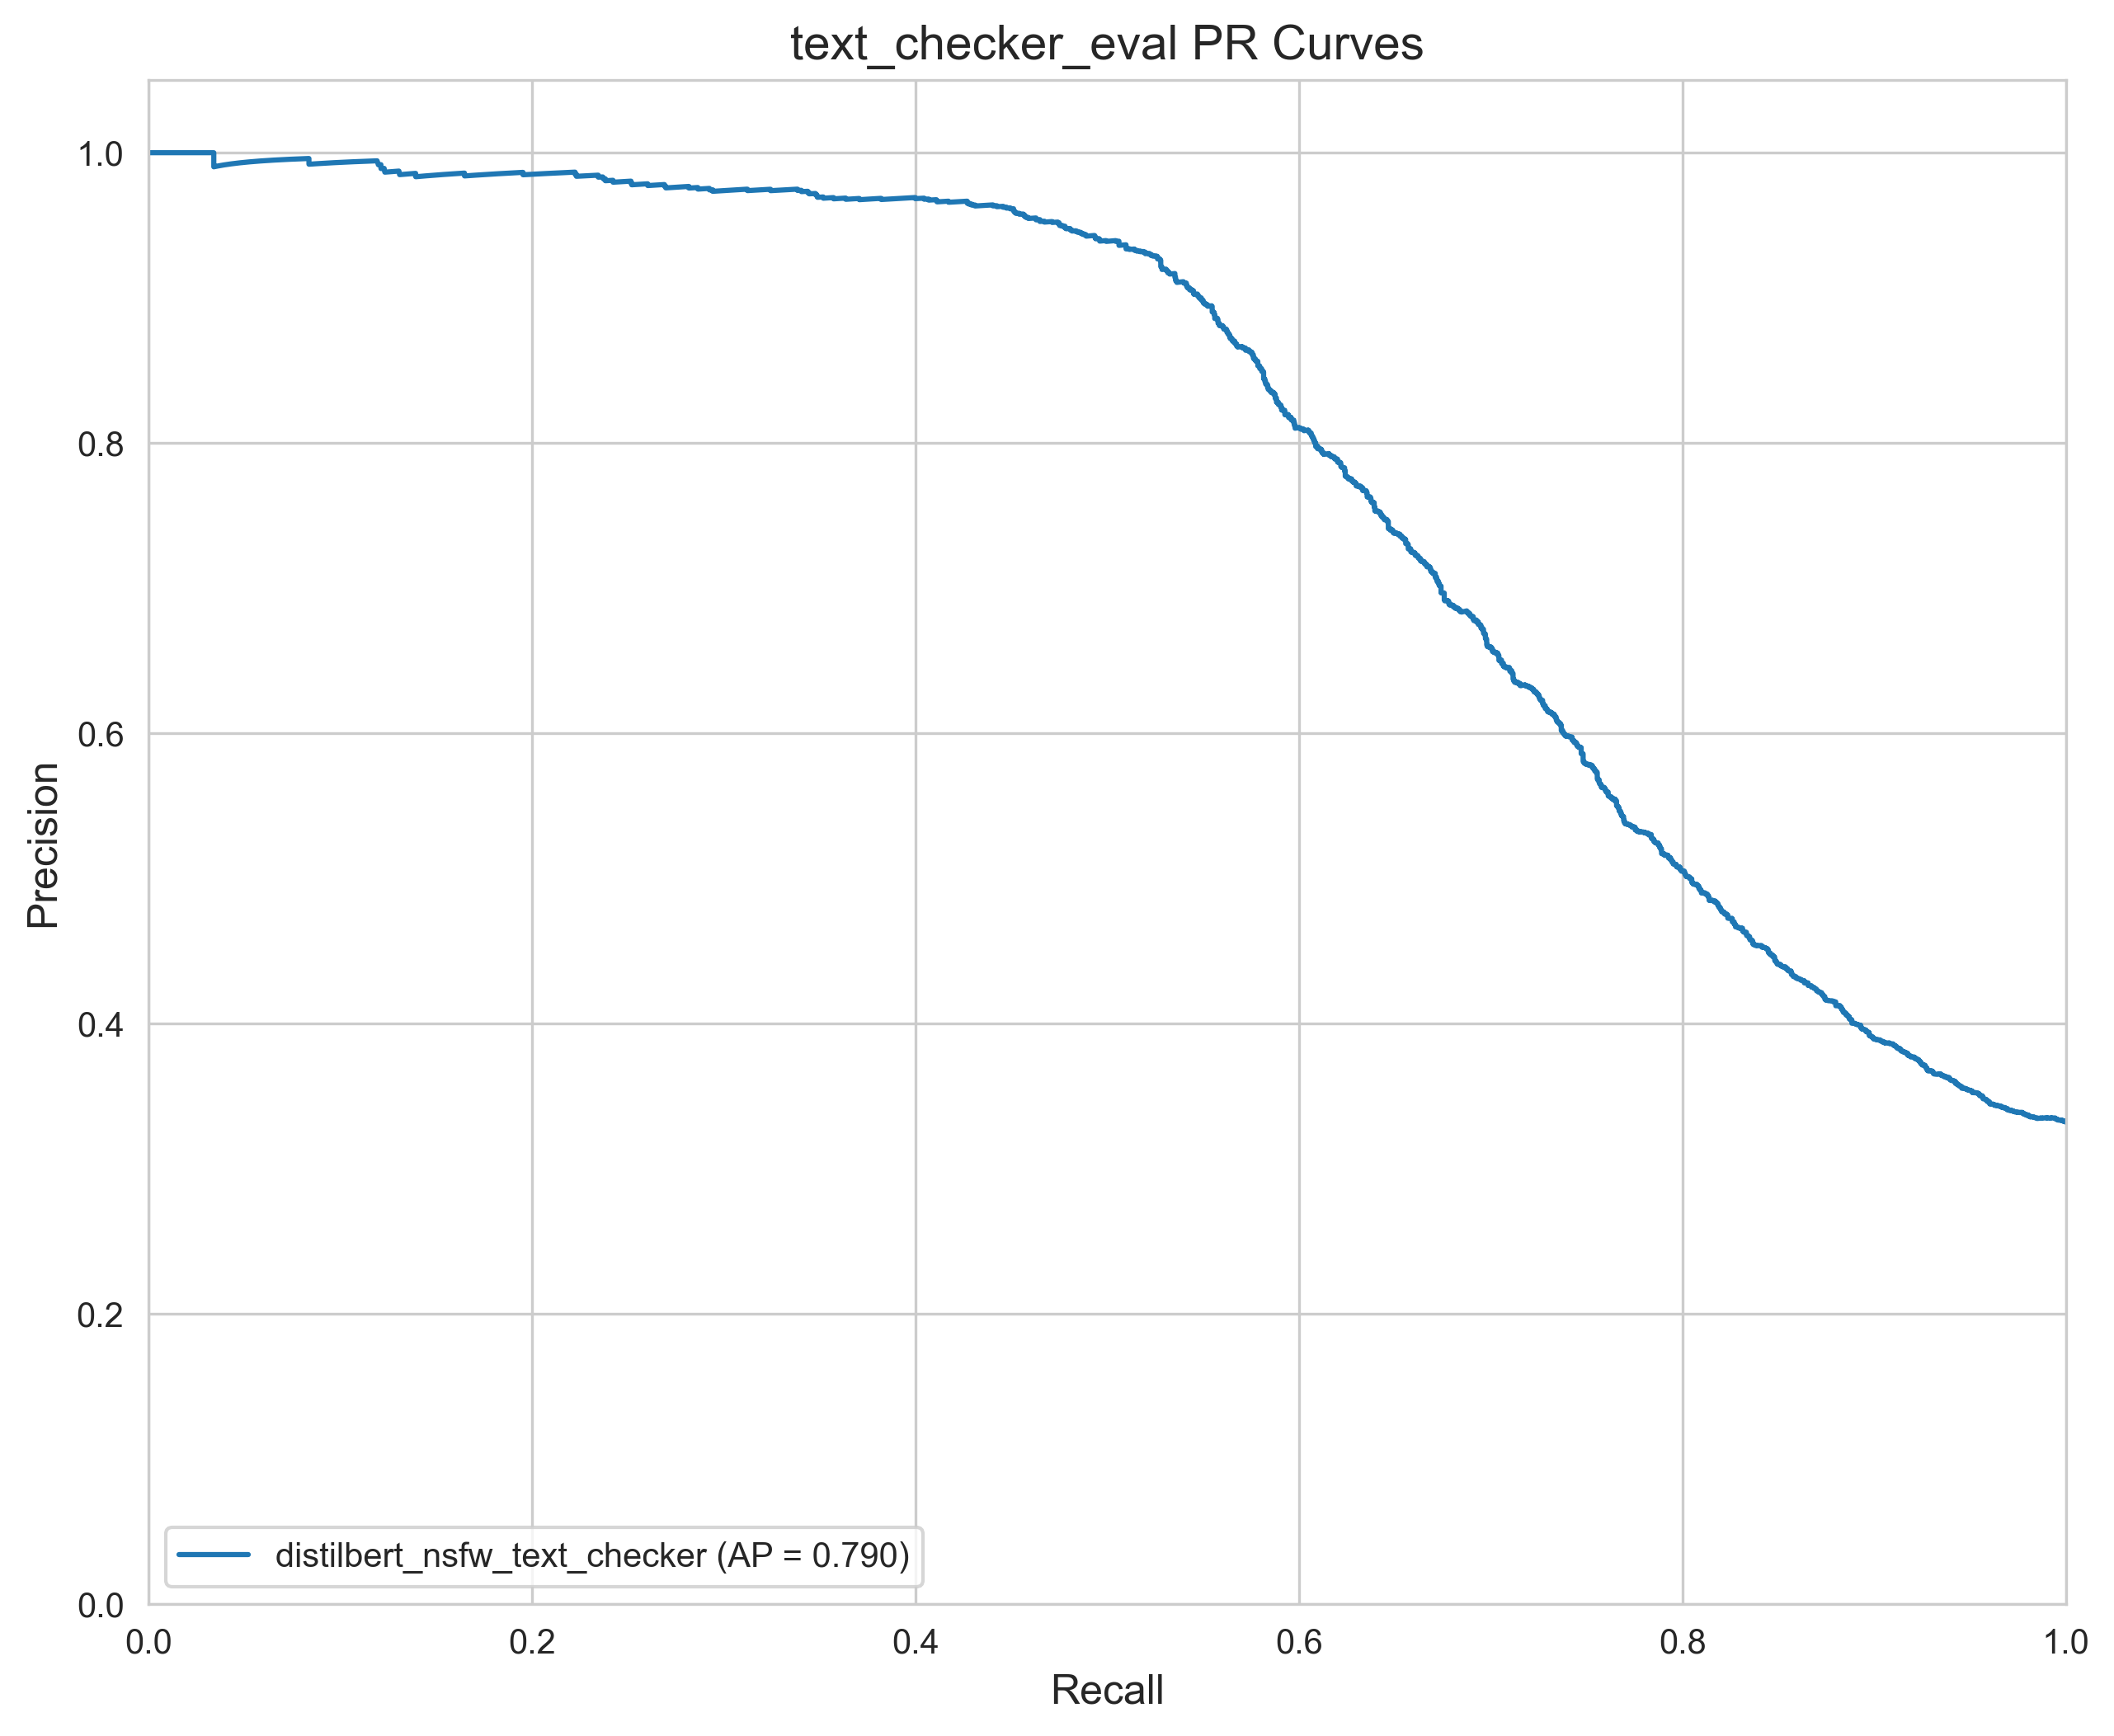 text_checker_eval PR Curves
1.0
0.8
0.6
0.4
0.2
0.0
Precision
distilbert_nsfw_text_checker (AP = 0.790)
0.0 0.2 0.4 0.6 0.8 1.0
Recall